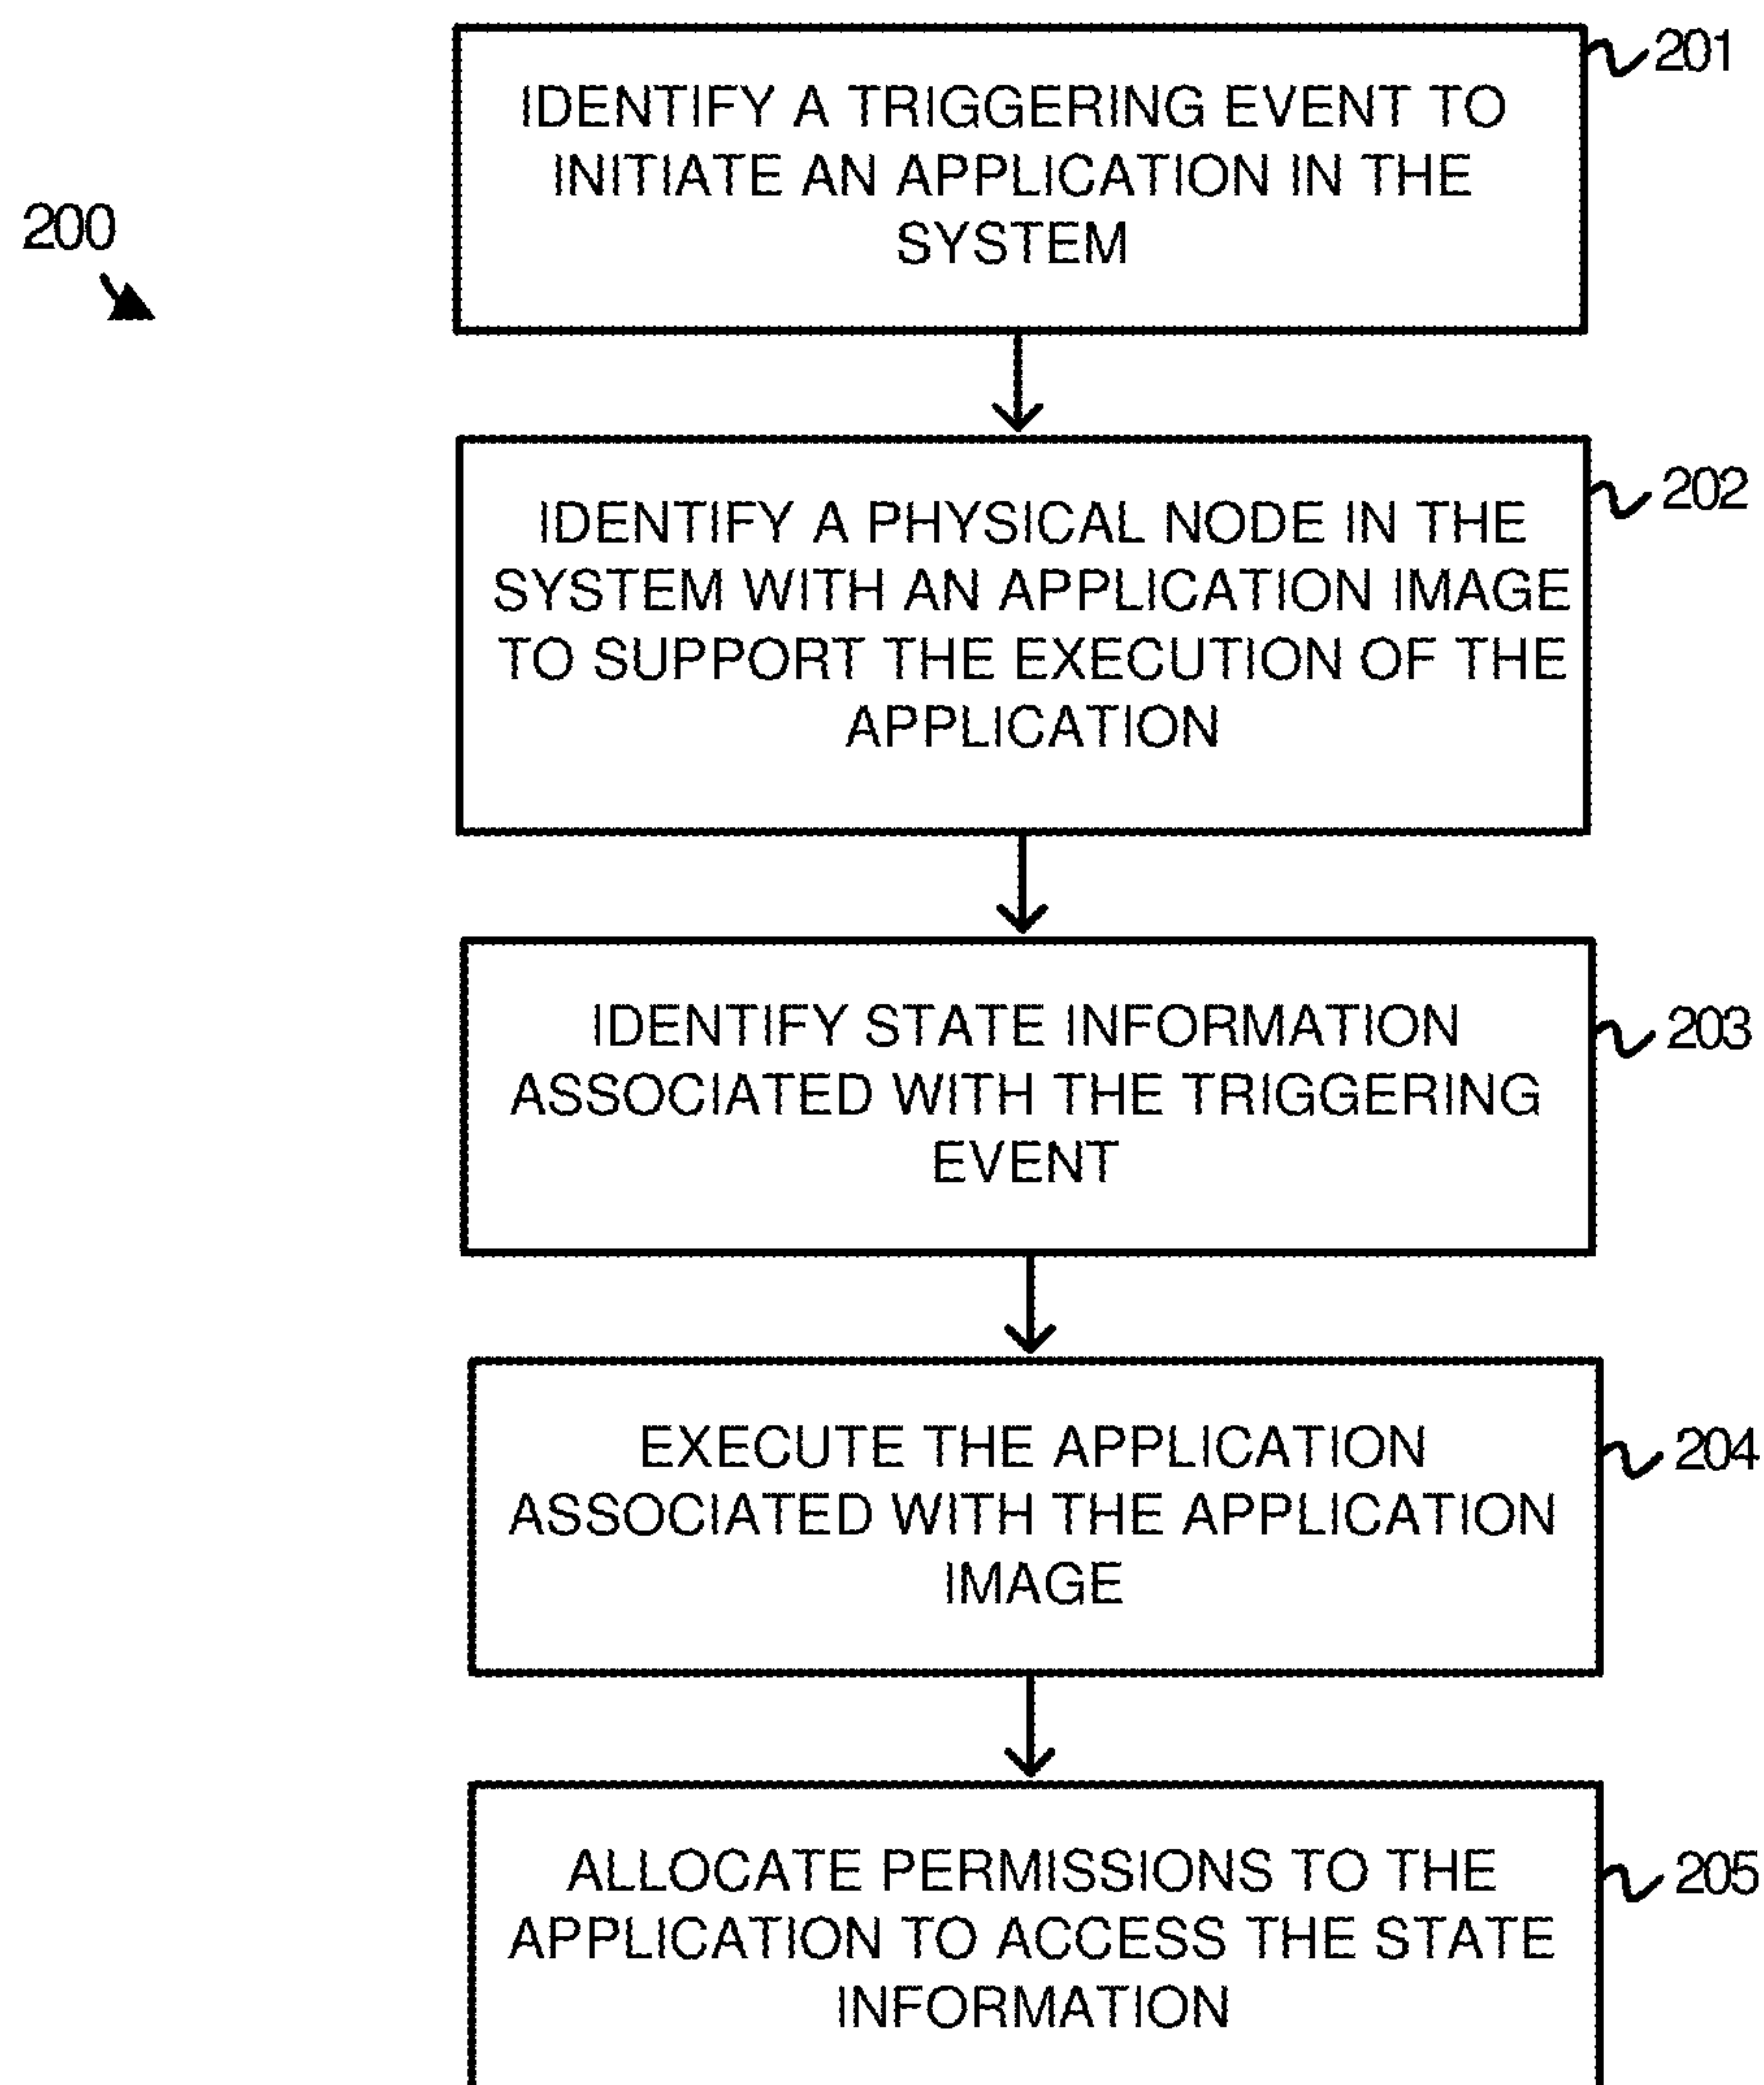 200
IDENTIFY A TRIGGERING EVENT TO
INITIATE AN APPLICATION IN THE
SYSTEM
201
IDENTIFY A PHYSICAL NODE IN THE
SYSTEM WITH AN APPLICATION IMAGE
TO SUPPORT THE EXECUTION OF THE
APPLICATION
202
IDENTIFY STATE INFORMATION
ASSOCIATED WITH THE TRIGGERING
EVENT
203
EXECUTE THE APPLICATION
ASSOCIATED WITH THE APPLICATION
IMAGE
204
ALLOCATE PERMISSIONS TO THE
APPLICATION TO ACCESS THE STATE
INFORMATION
205